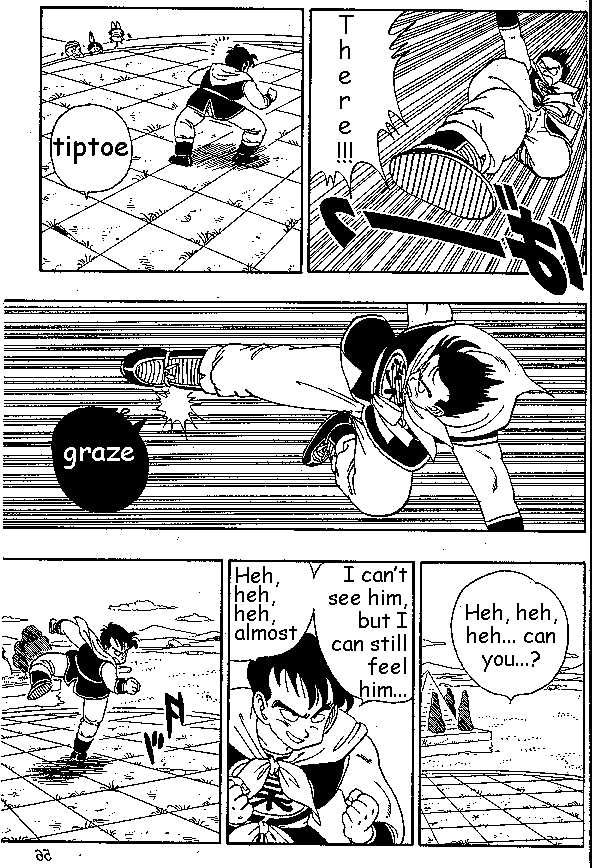 There!!!
tiptoe
graze
Heh, heh,
heh... can
you...?
I can't
see him,
but I
can still
feel
him...
Heh,
heh,
heh,
almost